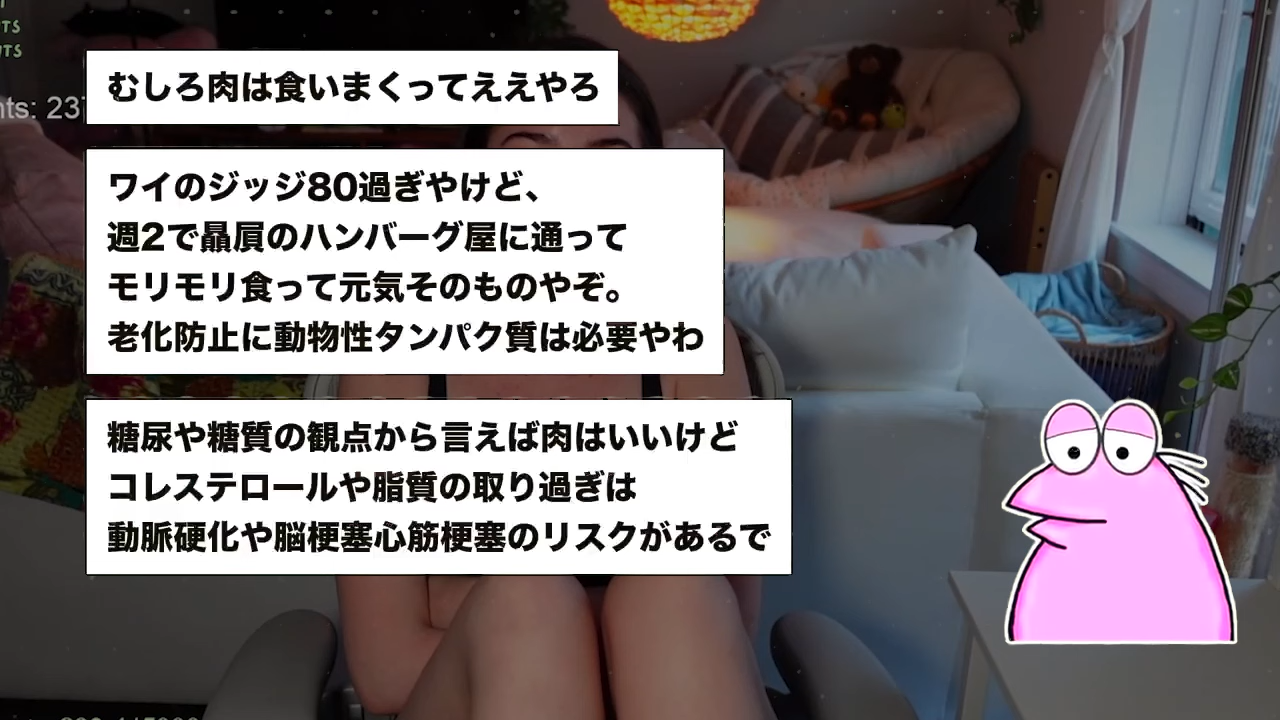 TS
TS
nts: 237
むしろ肉は食いまくってええやろ
ワイのジッジ80過ぎやけど、
週2で贔屓のハンバーグ屋に通って
モリモリ食って元気そのものやぞ。
老化防止に動物性タンパク質は必要やわ
糖尿や糖質の観点から言えば肉はいいけど
コレステロールや脂質の取り過ぎは
動脈硬化や脳梗塞心筋梗塞のリスクがあるで